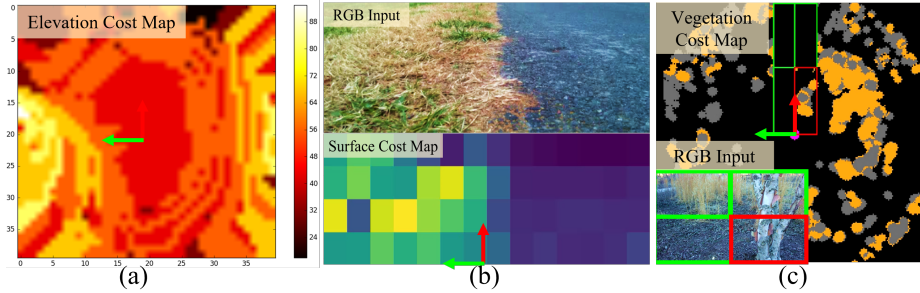 Elevation Cost Map
0
5
10
15
20
25
30
35
0 5 10 15 20 25 30 35
88
80
72
64
56
48
40
32
24
(a)
RGB Input
Surface Cost Map
(b)
Vegetation
Cost Map
RGB Input
(c)